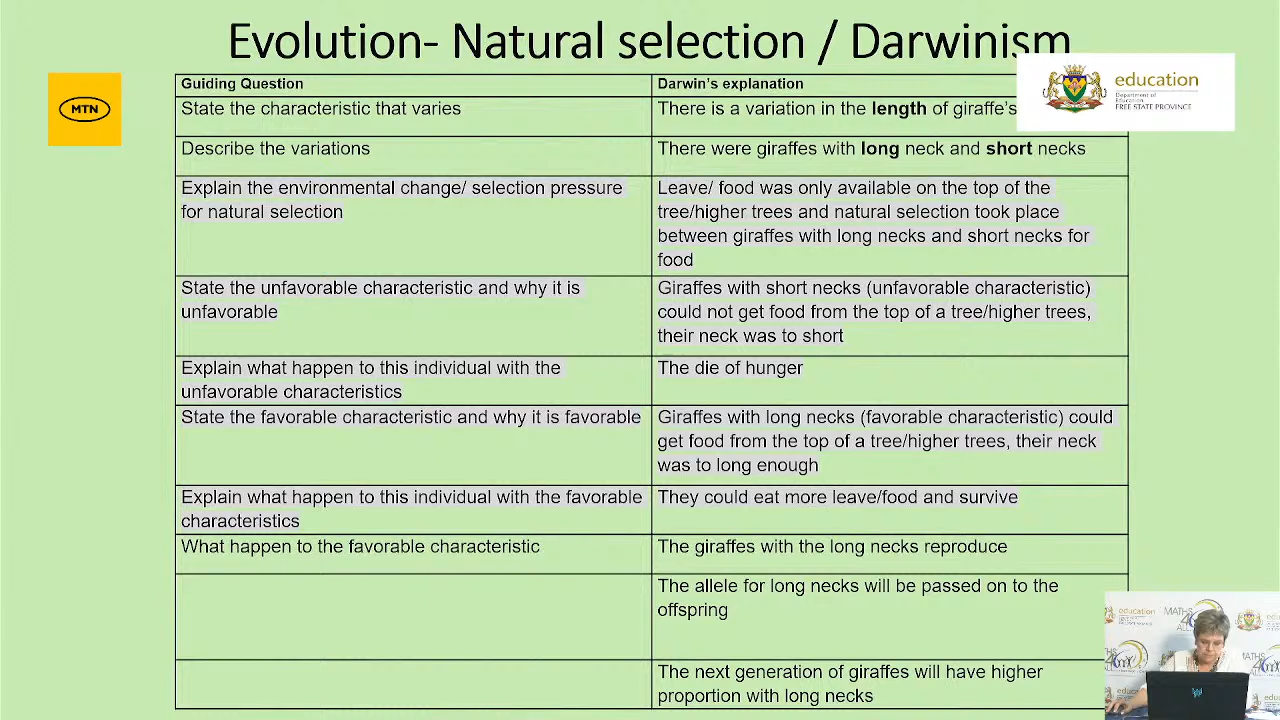 Evolution- Natural selection / Darwinism
MTN
education
Department of
Education
FREE STATE PROVINCE
Guiding Question
Darwin's explanation
State the characteristic that varies
There is a variation in the length of giraffe's
Describe the variations
There were giraffes with long neck and short necks
Explain the environmental change/ selection pressure
for natural selection
Leave/ food was only available on the top of the
tree/higher trees and natural selection took place
between giraffes with long necks and short necks for
food
State the unfavorable characteristic and why it is
unfavorable
Giraffes with short necks (unfavorable characteristic)
could not get food from the top of a tree/higher trees,
their neck was to short
Explain what happen to this individual with the
unfavorable characteristics
The die of hunger
State the favorable characteristic and why it is favorable
Giraffes with long necks (favorable characteristic) could
get food from the top of a tree/higher trees, their neck
was to long enough
Explain what happen to this individual with the favorable
characteristics
They could eat more leave/food and survive
What happen to the favorable characteristic
The giraffes with the long necks reproduce
The allele for long necks will be passed on to the
offspring
The next generation of giraffes will have higher
proportion with long necks
education
MATHS
education